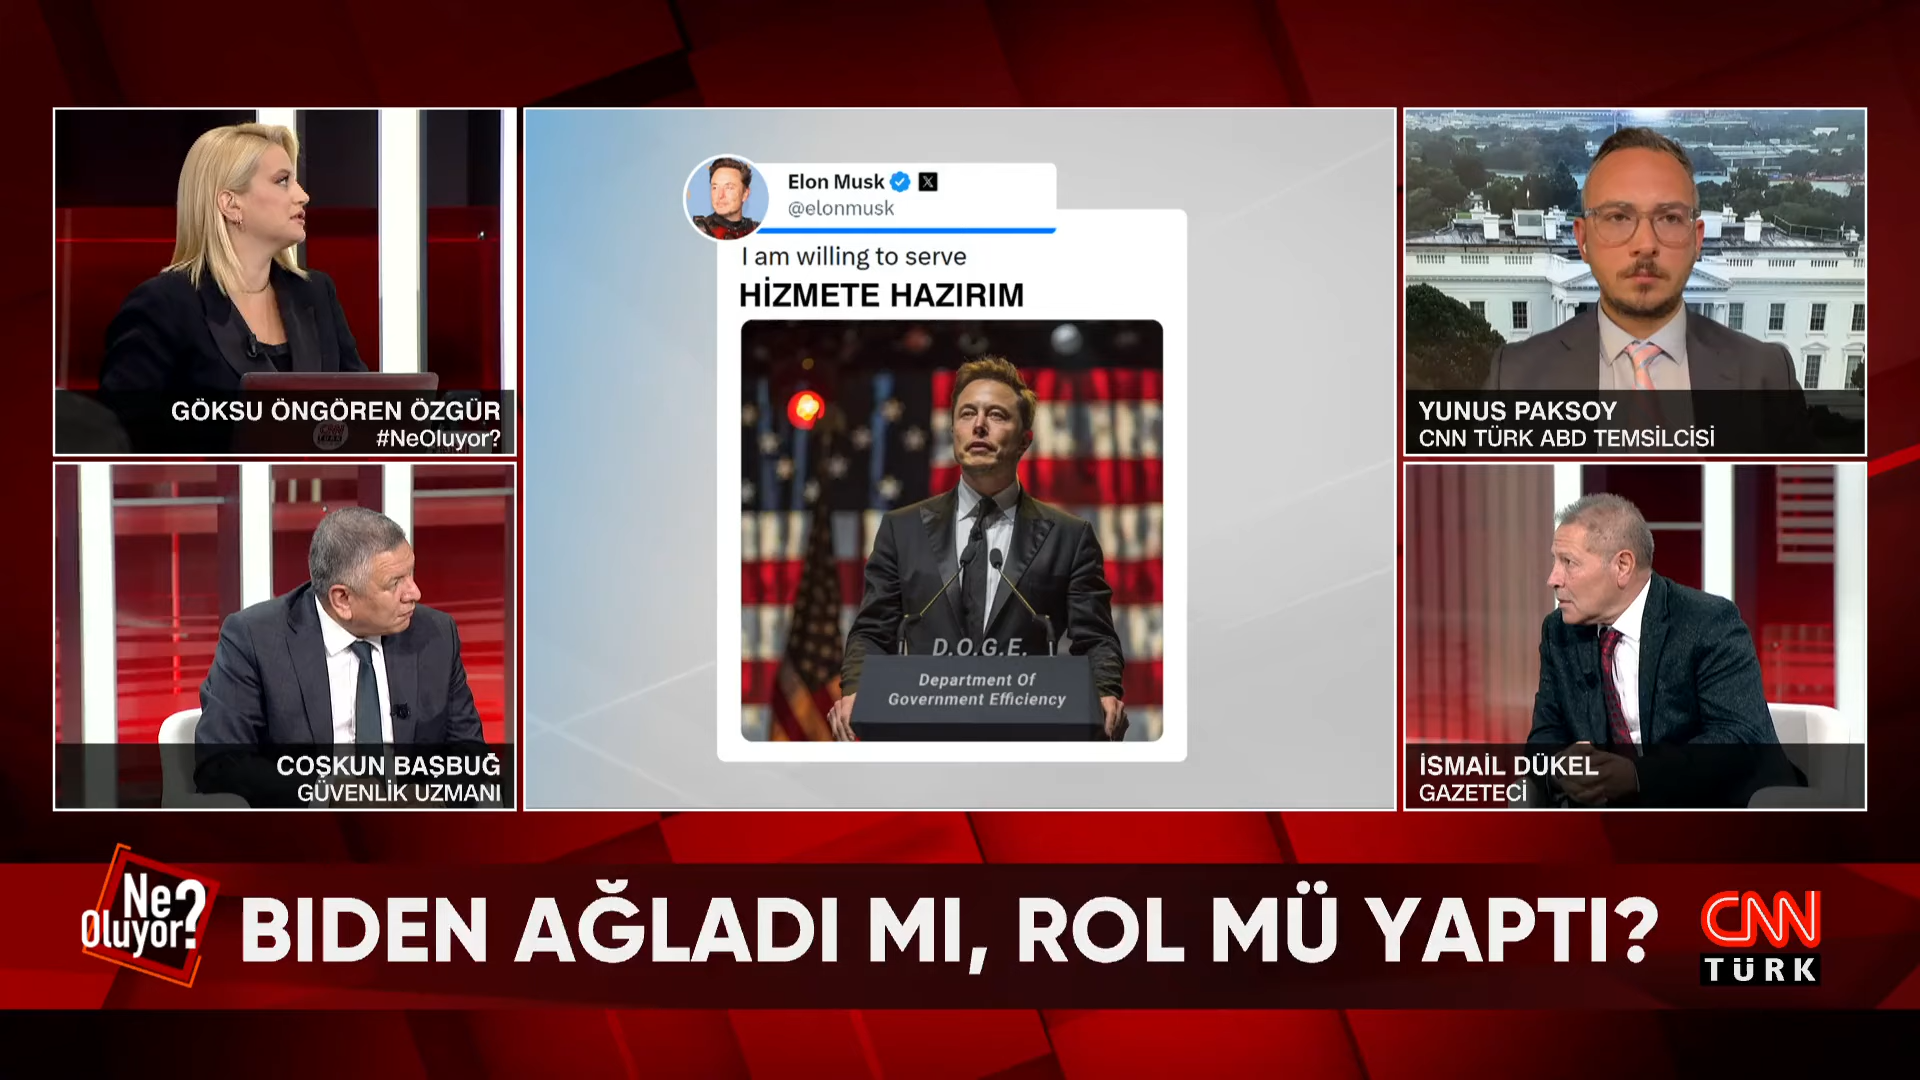 GÖKSU ÖNGÖREN ÖZGÜR
#NeOluyor?
CNN
TÜRK
Elon Musk
@elonmusk
I am willing to serve
HİZMETE HAZIRIM
D.O.G.E.
Department Of
Government Efficiency
YUNUS PAKSOY
CNN TÜRK ABD TEMSİLCİSİ
COŞKUN BAŞBUĞ
GÜVENLİK UZMANI
İSMAİL DÜKEL
GAZETECİ
Ne
Oluyor?
BIDEN AĞLADI MI, ROL MÜ YAPTI?
CNN
TÜRK